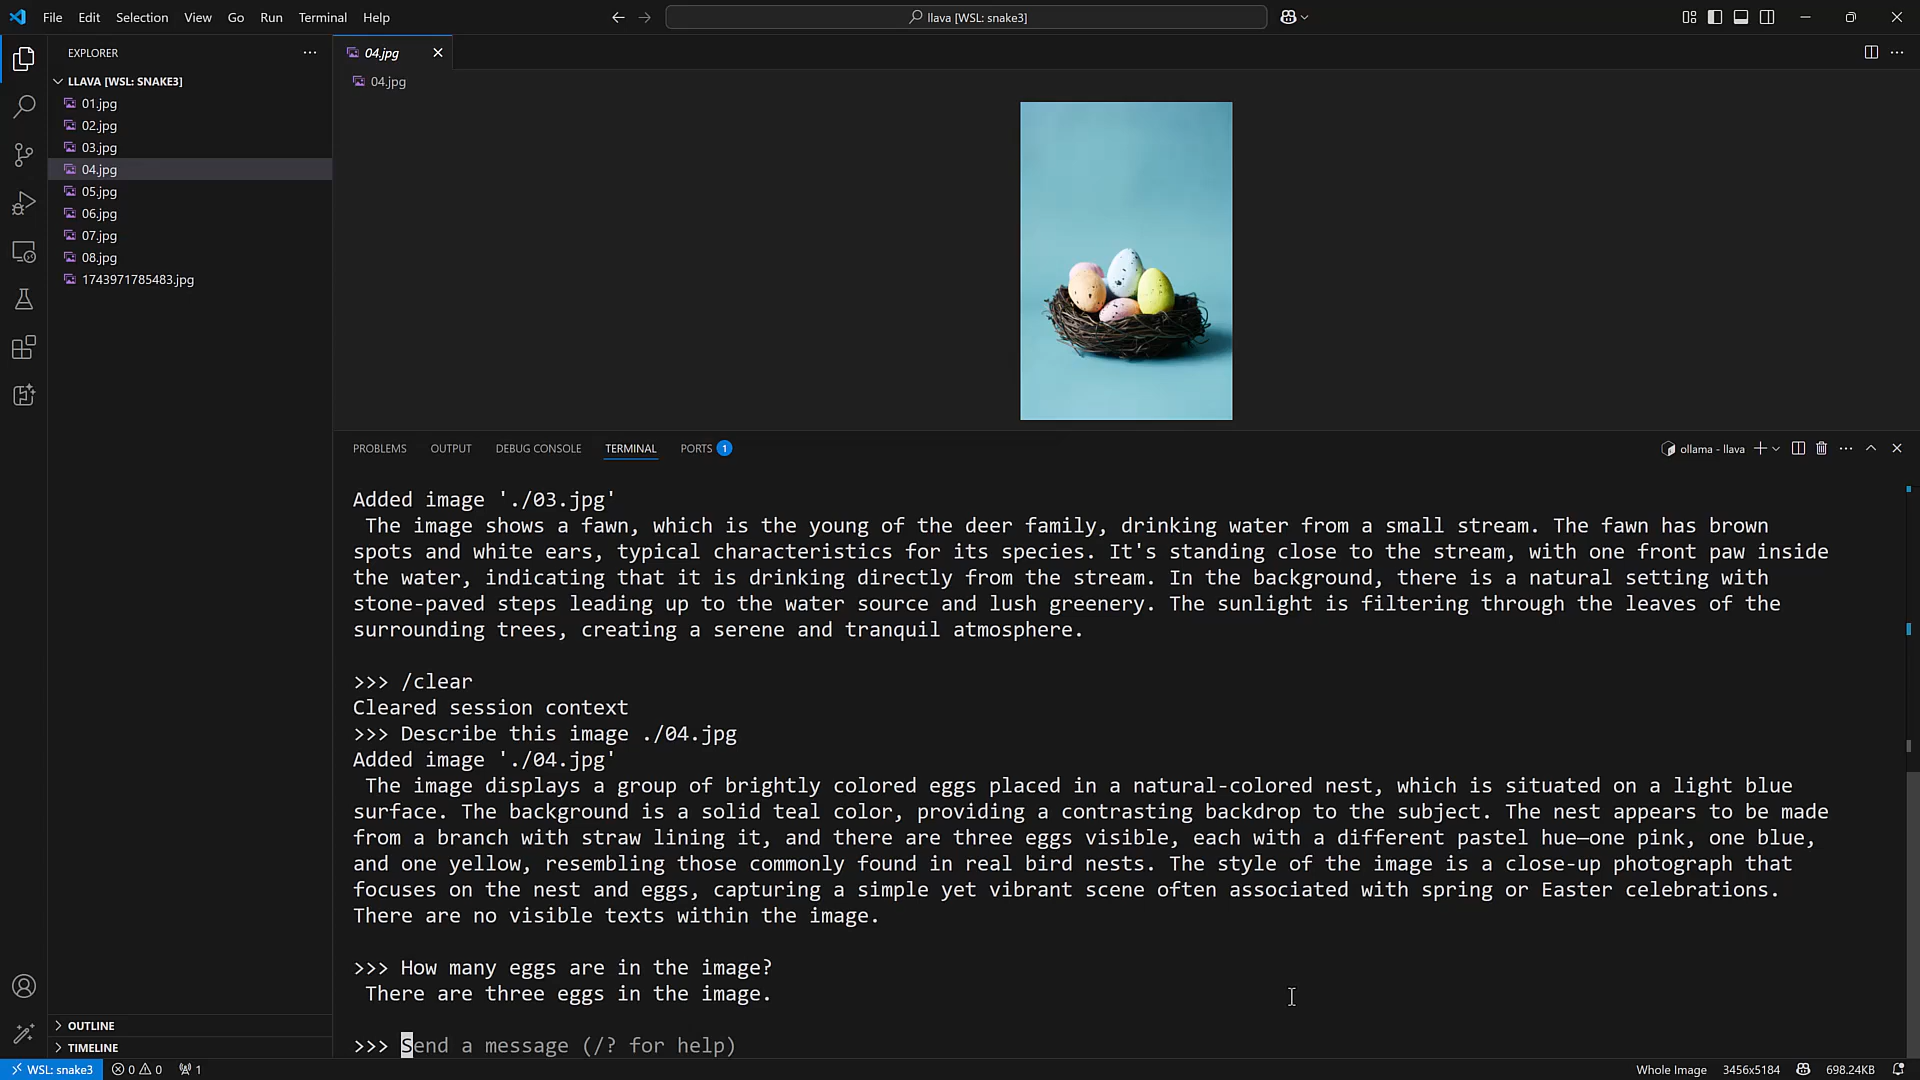 File Edit Selection View Go Run Terminal Help
llava [WSL: snake3]
EXPLORER
LLAVA [WSL: SNAKE3]
01.jpg
02.jpg
03.jpg
04.jpg
05.jpg
06.jpg
07.jpg
08.jpg
1743971785483.jpg
OUTLINE
TIMELINE
04.jpg
04.jpg
PROBLEMS OUTPUT DEBUG CONSOLE TERMINAL PORTS 1
ollama - llava
Added image './03.jpg'
The image shows a fawn, which is the young of the deer family, drinking water from a small stream. The fawn has brown
spots and white ears, typical characteristics for its species. It's standing close to the stream, with one front paw inside
the water, indicating that it is drinking directly from the stream. In the background, there is a natural setting with
stone-paved steps leading up to the water source and lush greenery. The sunlight is filtering through the leaves of the
surrounding trees, creating a serene and tranquil atmosphere.
>>> /clear
Cleared session context
>>> Describe this image ./04.jpg
Added image './04.jpg'
The image displays a group of brightly colored eggs placed in a natural-colored nest, which is situated on a light blue
surface. The background is a solid teal color, providing a contrasting backdrop to the subject. The nest appears to be made
from a branch with straw lining it, and there are three eggs visible, each with a different pastel hue—one pink, one blue,
and one yellow, resembling those commonly found in real bird nests. The style of the image is a close-up photograph that
focuses on the nest and eggs, capturing a simple yet vibrant scene often associated with spring or Easter celebrations.
There are no visible texts within the image.
>>> How many eggs are in the image?
There are three eggs in the image.
>>> Send a message (/? for help)
WSL: snake3 0 0 1
Whole Image 3456x5184 698.24KB